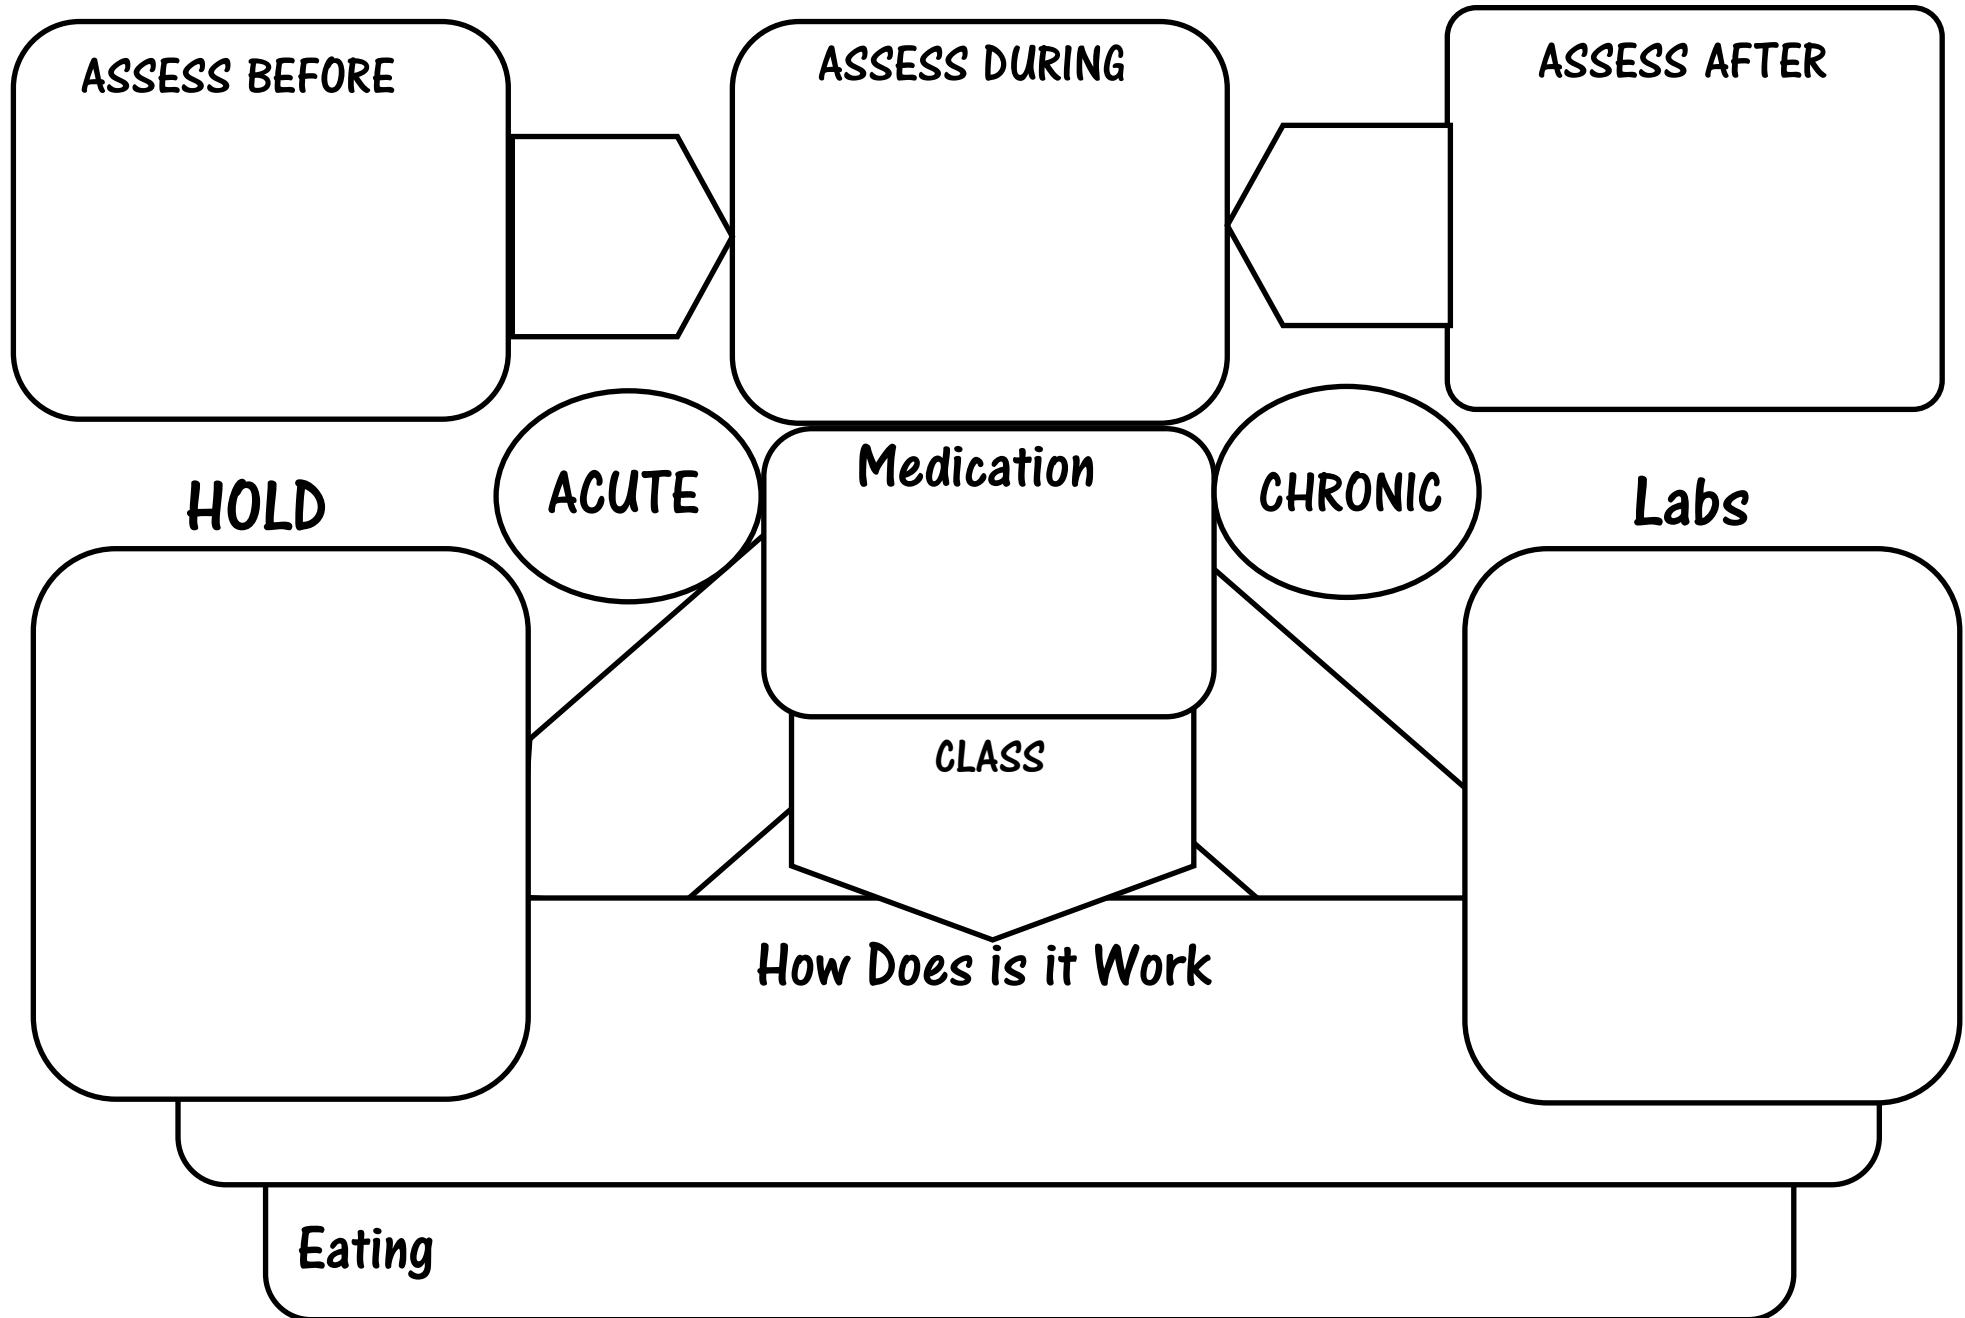 ASSESS BEFORE
ASSESS DURING
ASSESS AFTER
HOLD
ACUTE
Medication
CHRONIC
Labs
CLASS
How Does is it Work
Eating